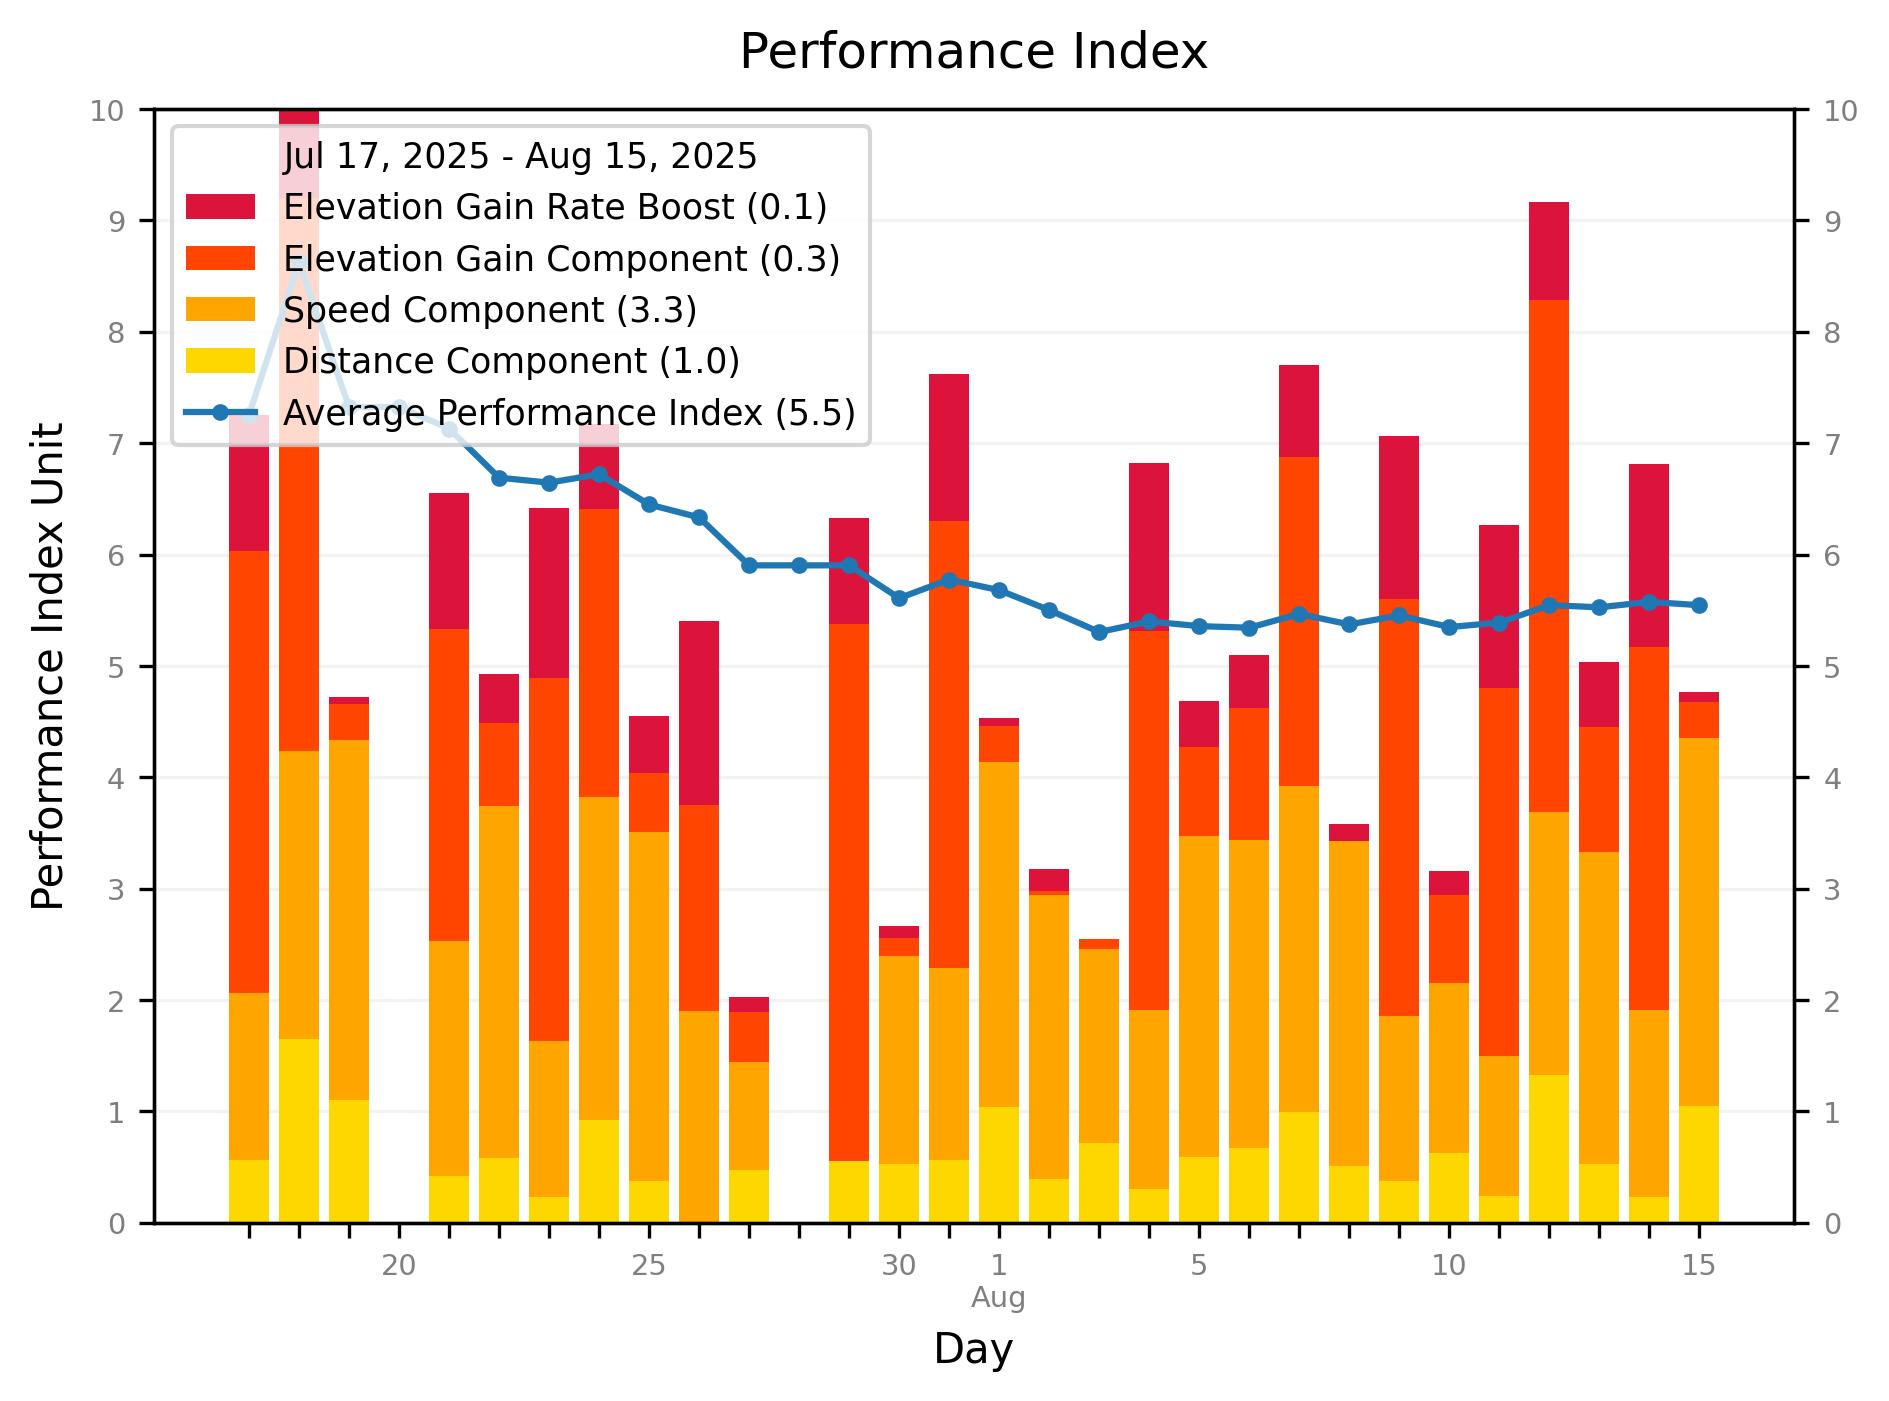 Performance Index
Jul 17, 2025 - Aug 15, 2025
Elevation Gain Rate Boost (0.1)
Elevation Gain Component (0.3)
Speed Component (3.3)
Distance Component (1.0)
Average Performance Index (5.5)
Performance Index Unit
10
9
8
7
6
5
4
3
2
1
0
10
9
8
7
6
5
4
3
2
1
0
20 25 30 1 5 10 15
Aug
Day